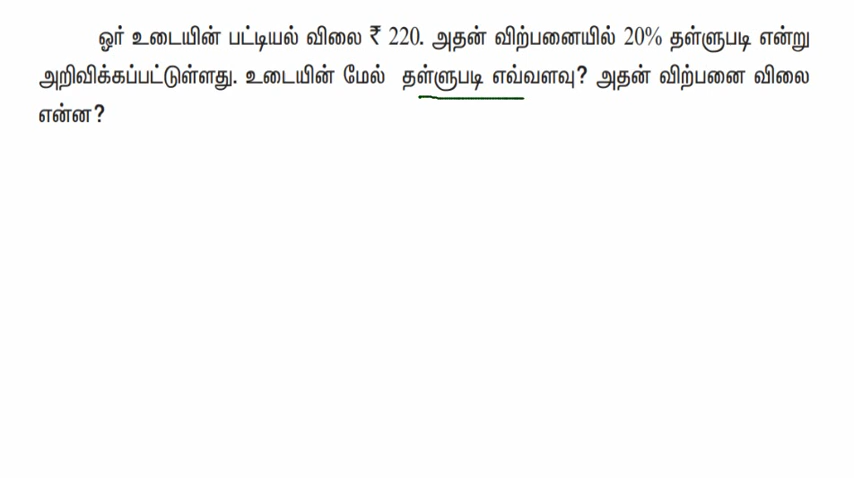 ஓர் உடையின் பட்டியல் விலை ₹ 220. அதன் விற்பனையில் 20% தள்ளுபடி என்று
அறிவிக்கப்பட்டுள்ளது. உடையின் மேல் தள்ளுபடி எவ்வளவு? அதன் விற்பனை விலை
என்ன?